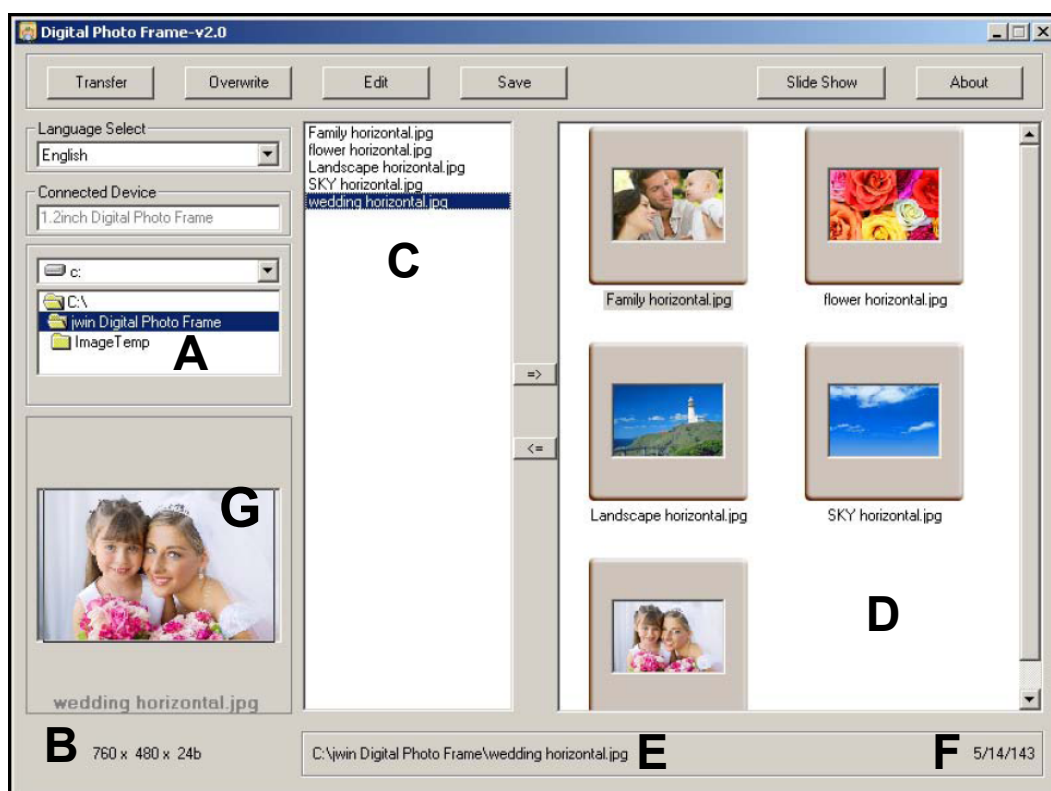 Digital Photo Frame-v2.0
Transfer Overwrite Edit Save Slide Show About
Language Select
English
Connected Device
1.2inch Digital Photo Frame
c:
C:\
jwin Digital Photo Frame
ImageTemp
A
G
wedding horizontal.jpg
B 760 x 480 x 24b
Family horizontal.jpg
flower horizontal.jpg
Landscape horizontal.jpg
SKY horizontal.jpg
wedding horizontal.jpg
C
=>
<=
Family horizontal.jpg flower horizontal.jpg
Landscape horizontal.jpg SKY horizontal.jpg
D
C:\jwin Digital Photo Frame\wedding horizontal.jpg E F 5/14/143